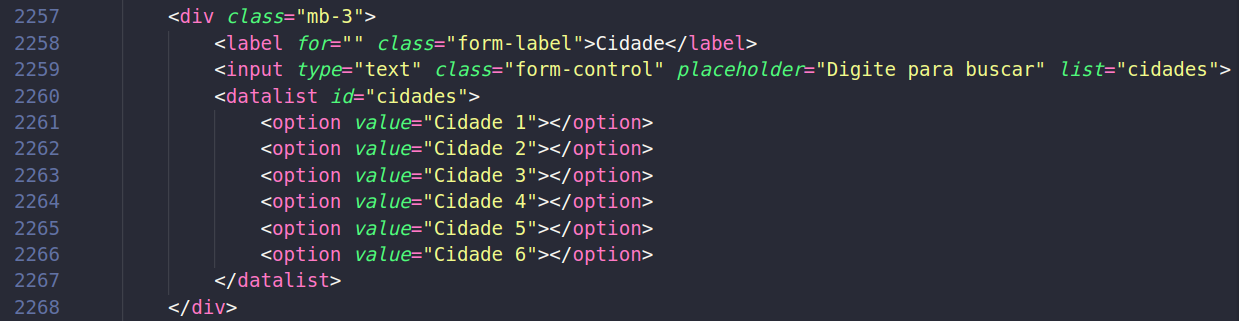 2257 <div class="mb-3">
2258 <label for="" class="form-label">Cidade</label>
2259 <input type="text" class="form-control" placeholder="Digite para buscar" list="cidades">
2260 <datalist id="cidades">
2261 <option value="Cidade 1"></option>
2262 <option value="Cidade 2"></option>
2263 <option value="Cidade 3"></option>
2264 <option value="Cidade 4"></option>
2265 <option value="Cidade 5"></option>
2266 <option value="Cidade 6"></option>
2267 </datalist>
2268 </div>